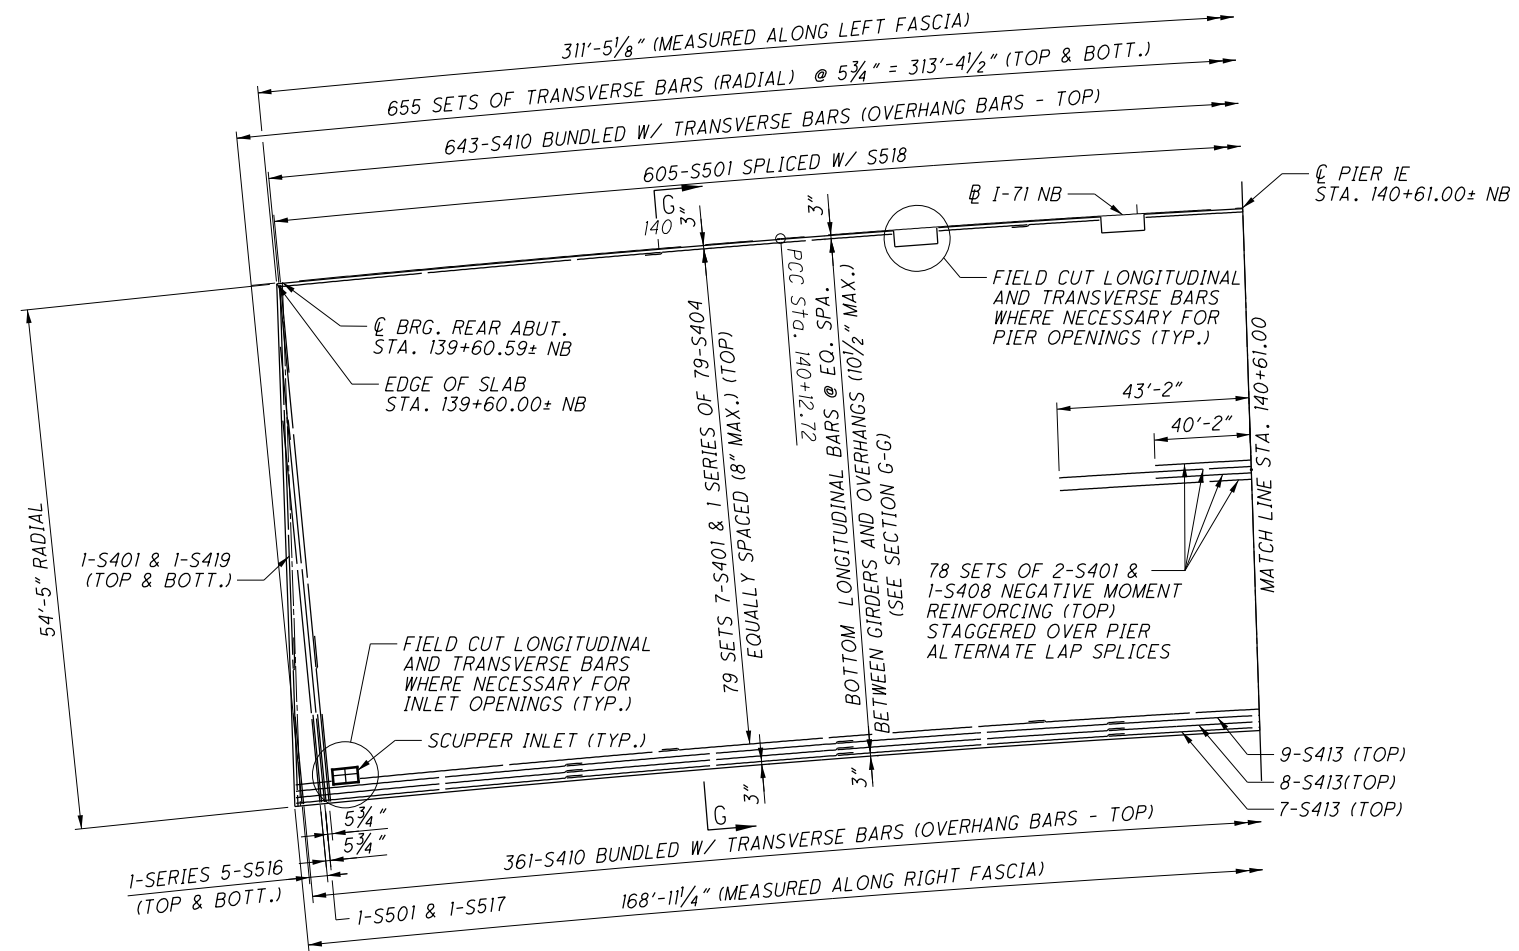 311'-5⅛" (MEASURED ALONG LEFT FASCIA)
655 SETS OF TRANSVERSE BARS (RADIAL) @ 5¾" = 313'-4½" (TOP & BOTT.)
643-S410 BUNDLED W/ TRANSVERSE BARS (OVERHANG BARS - TOP)
605-S501 SPLICED W/ S518
G
3"
140
3"
℄ PIER 1E
STA. 140+61.00± NB
B I-71 NB
PCC Sta. 140+12.72
FIELD CUT LONGITUDINAL
AND TRANSVERSE BARS
WHERE NECESSARY FOR
PIER OPENINGS (TYP.)
℄ BRG. REAR ABUT.
STA. 139+60.59± NB
EDGE OF SLAB
STA. 139+60.00± NB
54'-5" RADIAL
79 SETS 7-S401 & 1 SERIES OF 79-S404
EQUALLY SPACED (8" MAX.) (TOP)
BOTTOM LONGITUDINAL BARS @ EQ. SPA.
BETWEEN GIRDERS AND OVERHANGS (10½" MAX.)
(SEE SECTION G-G)
43'-2"
40'-2"
MATCH LINE STA. 140+61.00
1-S401 & 1-S419
(TOP & BOTT.)
78 SETS OF 2-S401 &
1-S408 NEGATIVE MOMENT
REINFORCING (TOP)
STAGGERED OVER PIER
ALTERNATE LAP SPLICES
FIELD CUT LONGITUDINAL
AND TRANSVERSE BARS
WHERE NECESSARY FOR
INLET OPENINGS (TYP.)
SCUPPER INLET (TYP.)
9-S413 (TOP)
8-S413(TOP)
7-S413 (TOP)
3"
3"
G
5¾"
5¾"
361-S410 BUNDLED W/ TRANSVERSE BARS (OVERHANG BARS - TOP)
1-SERIES 5-S516
(TOP & BOTT.)
1-S501 & 1-S517
168'-11¼" (MEASURED ALONG RIGHT FASCIA)